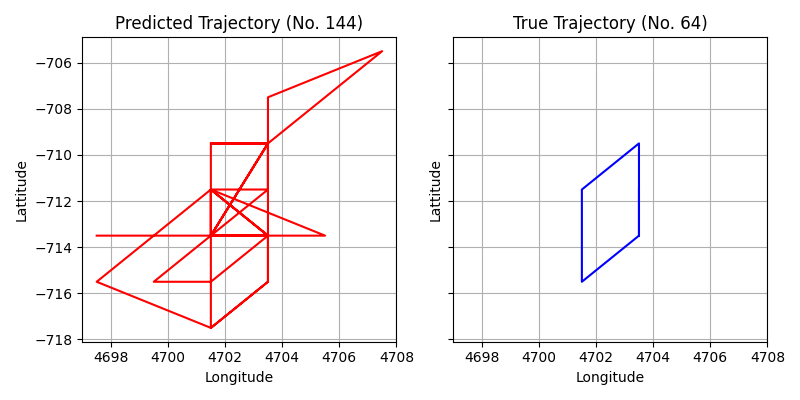 Predicted Trajectory (No. 144)
−706
−708
−710
−712
−714
−716
−718
Lattitude
4698 4700 4702 4704 4706 4708
Longitude
True Trajectory (No. 64)
Lattitude
4698 4700 4702 4704 4706 4708
Longitude